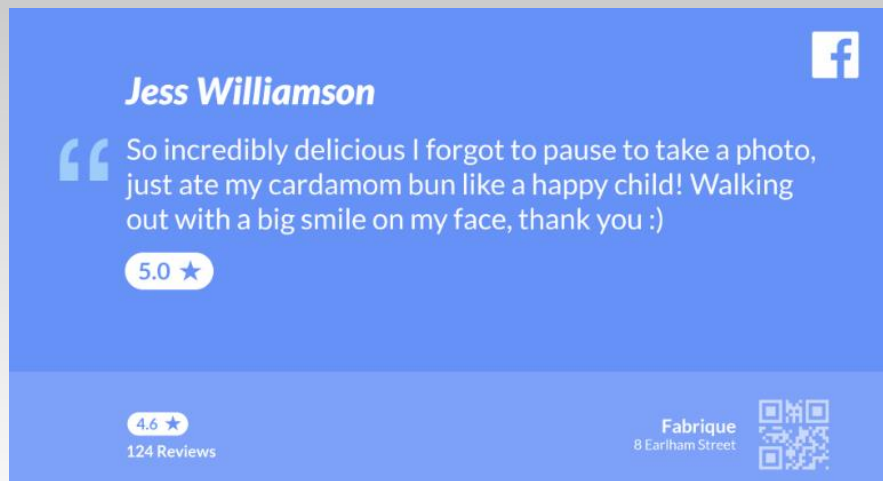 Jess Williamson
So incredibly delicious I forgot to pause to take a photo,
just ate my cardamom bun like a happy child! Walking
out with a big smile on my face, thank you :)
5.0 ★
4.6 ★
124 Reviews
Fabrique
8 Earlham Street